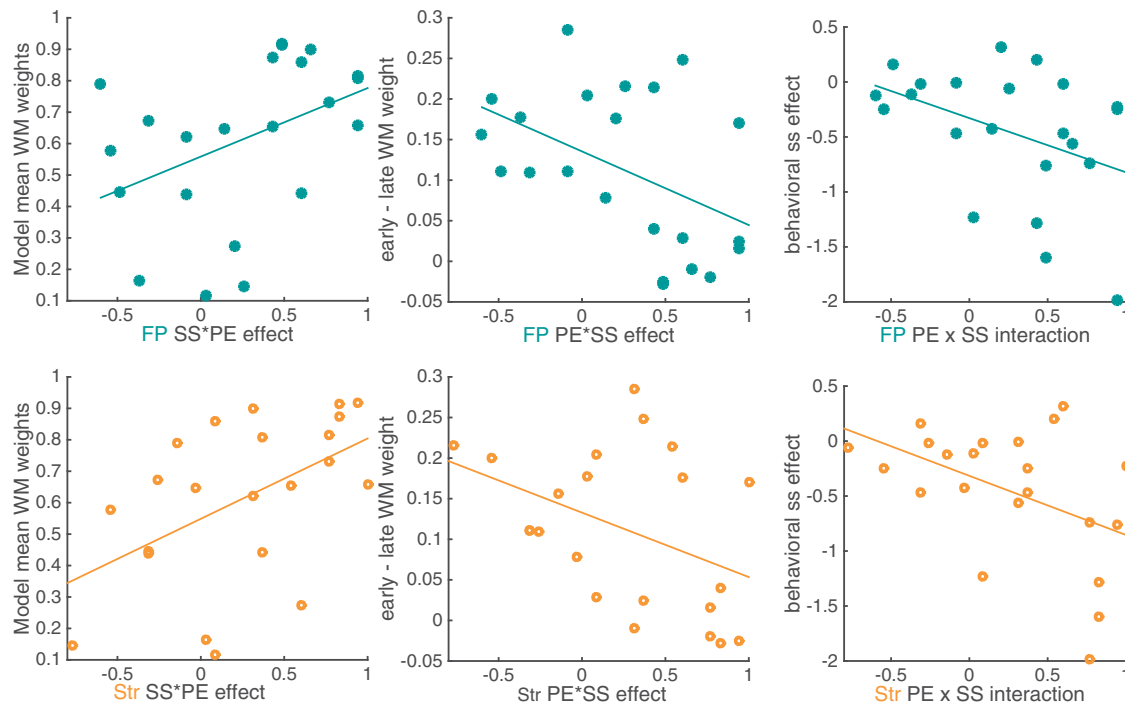 Model mean WM weights
1
0.9
0.8
0.7
0.6
0.5
0.4
0.3
0.2
0.1
-0.5 0 0.5 1
FP SS*PE effect
early - late WM weight
0.3
0.25
0.2
0.15
0.1
0.05
0
-0.05
-0.5 0 0.5 1
FP PE*SS effect
behavioral ss effect
0.5
0
-0.5
-1
-1.5
-2
-0.5 0 0.5 1
FP PE x SS interaction
Model mean WM weights
1
0.9
0.8
0.7
0.6
0.5
0.4
0.3
0.2
0.1
-0.5 0 0.5 1
Str SS*PE effect
early - late WM weight
0.3
0.25
0.2
0.15
0.1
0.05
0
-0.05
-0.5 0 0.5 1
Str PE*SS effect
behavioral ss effect
0.5
0
-0.5
-1
-1.5
-2
-0.5 0 0.5 1
Str PE x SS interaction